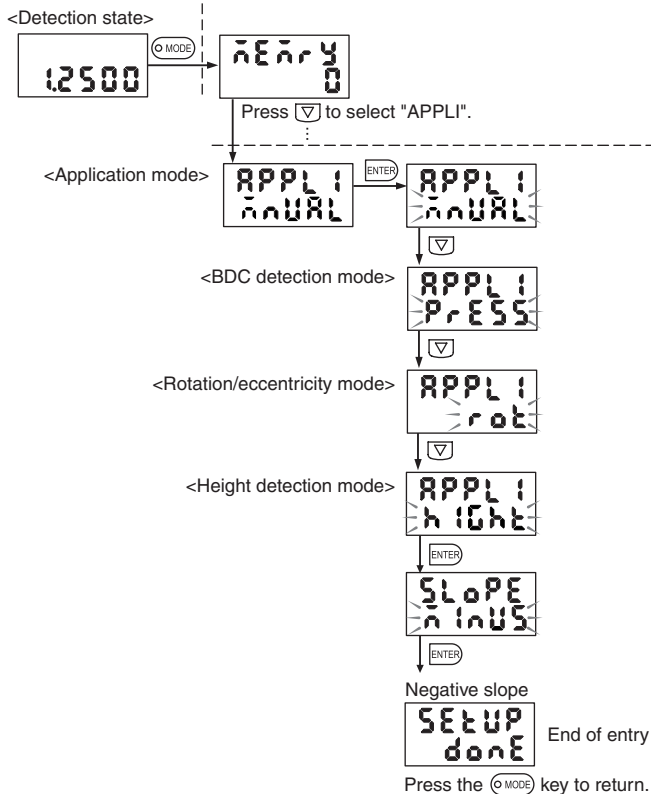 <Detection state>
MODE
1.2500
mEmrY
0
Press to select "APPLI".
<Application mode>
APPLI
mnUAL
ENTER
APPLI
mnUAL
<BDC detection mode>
APPLI
PrESS
<Rotation/eccentricity mode>
APPLI
rot
<Height detection mode>
APPLI
hIGht
ENTER
SLoPE
mInUS
ENTER
Negative slope
SEtUP
donE
End of entry
Press the MODE key to return.